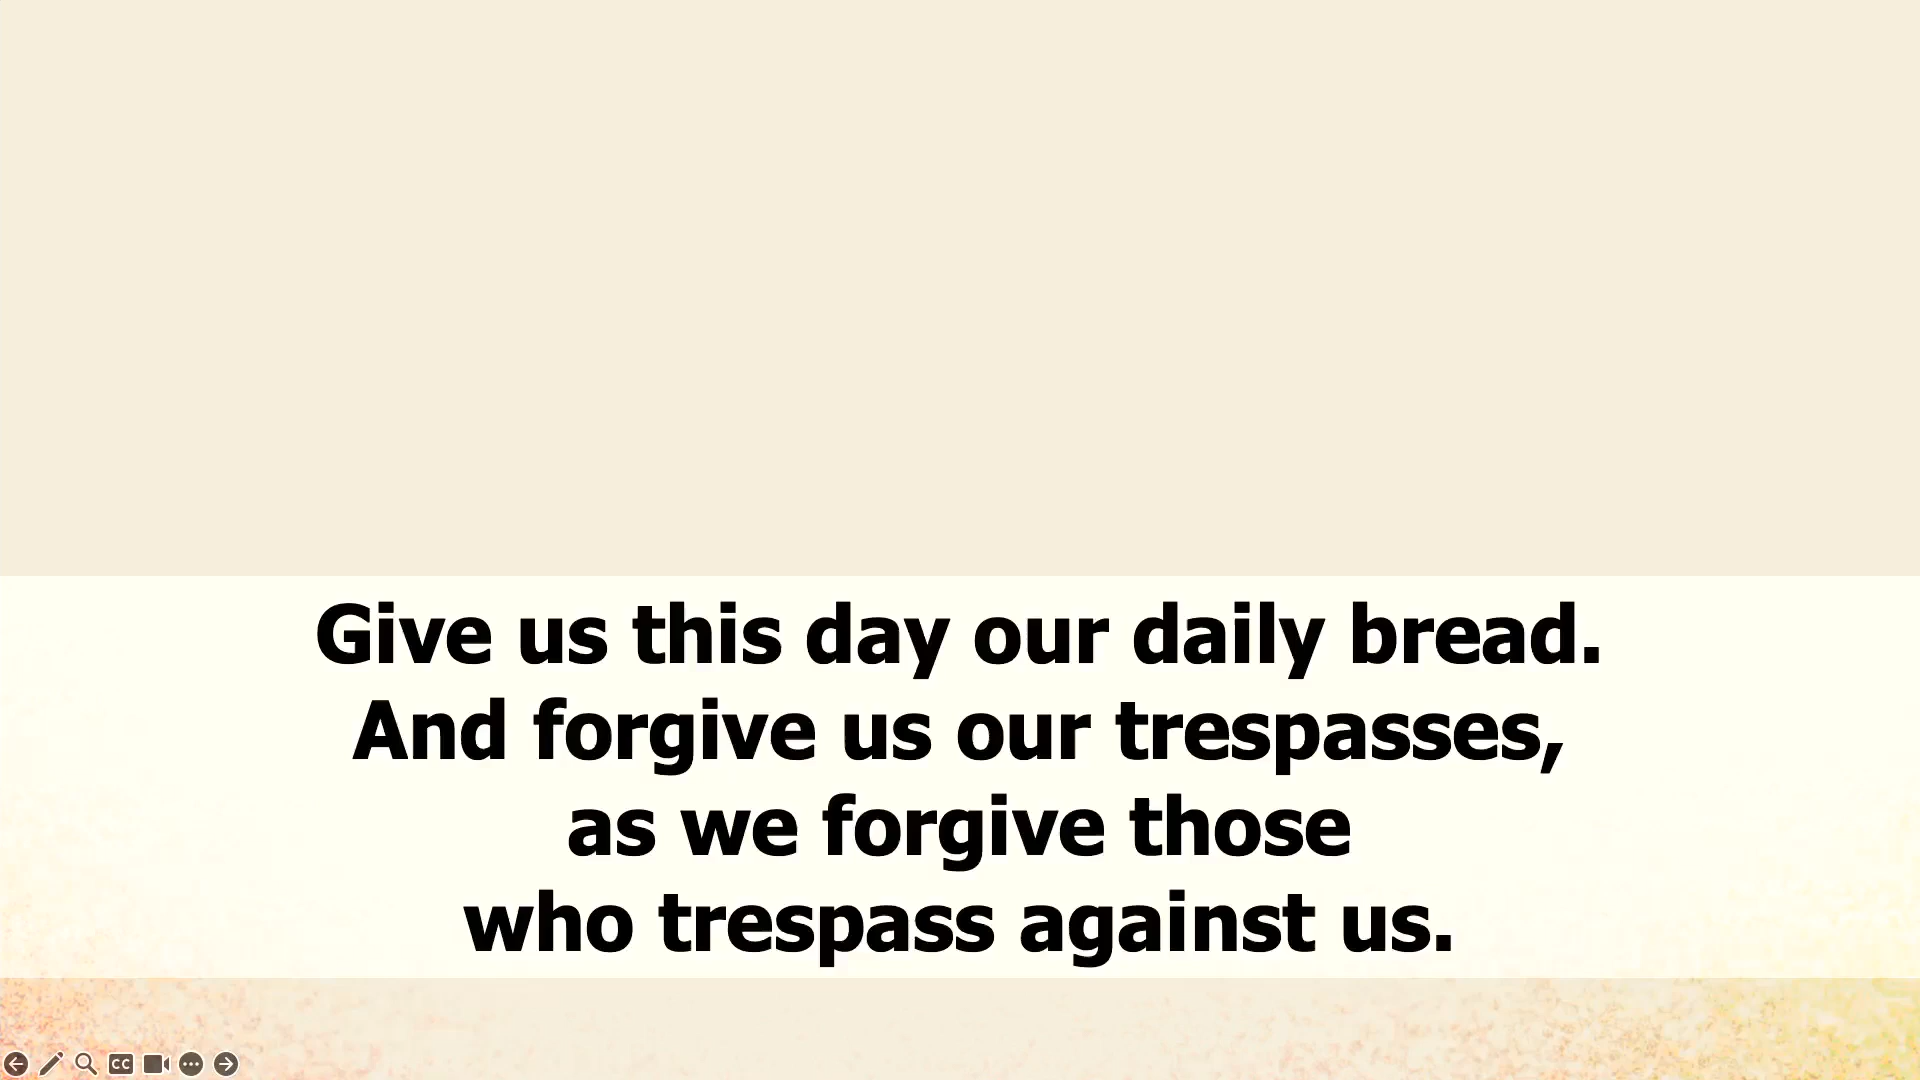 Give us this day our daily bread.
And forgive us our trespasses,
as we forgive those
who trespass against us.
CC